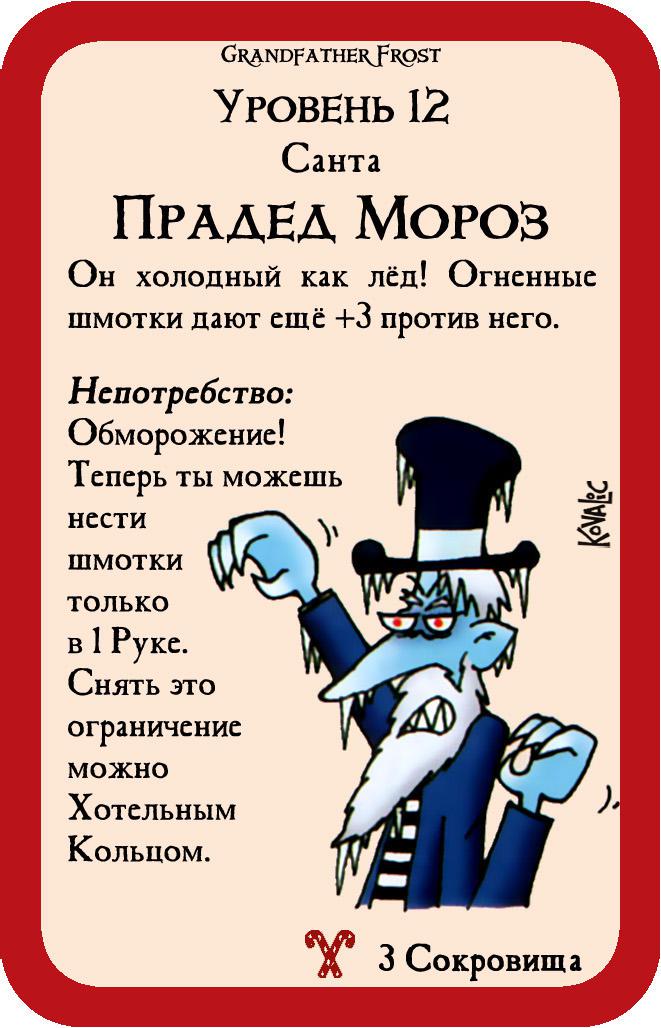 Grandfather Frost
Уровень 12
Санта
Прадед Мороз
Он холодный как лёд! Огненные
шмотки дают ещё +3 против него.
Непотребство:
Обморожение!
Теперь ты можешь
нести
шмотки
только
в 1 Руке.
Снять это
ограничение
можно
Хотельным
Кольцом.
Kovalic
3 Сокровища